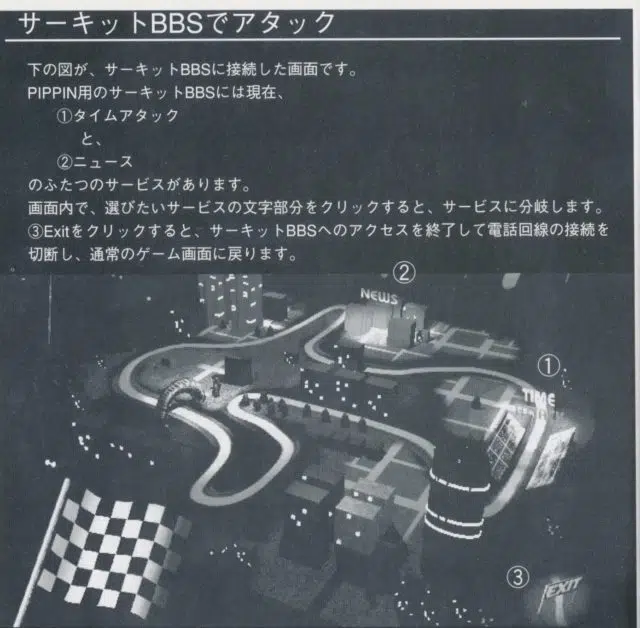 サーキットBBSでアタック
下の図が、サーキットBBSに接続した画面です。
PIPPIN用のサーキットBBSには現在、
①タイムアタック
と、
②ニュース
のふたつのサービスがあります。
画面内で、選びたいサービスの文字部分をクリックすると、サービスに分岐します。
③Exitをクリックすると、サーキットBBSへのアクセスを終了して電話回線の接続を
切断し、通常のゲーム画面に戻ります。
②
NEWS
①
TIME
③
EXIT